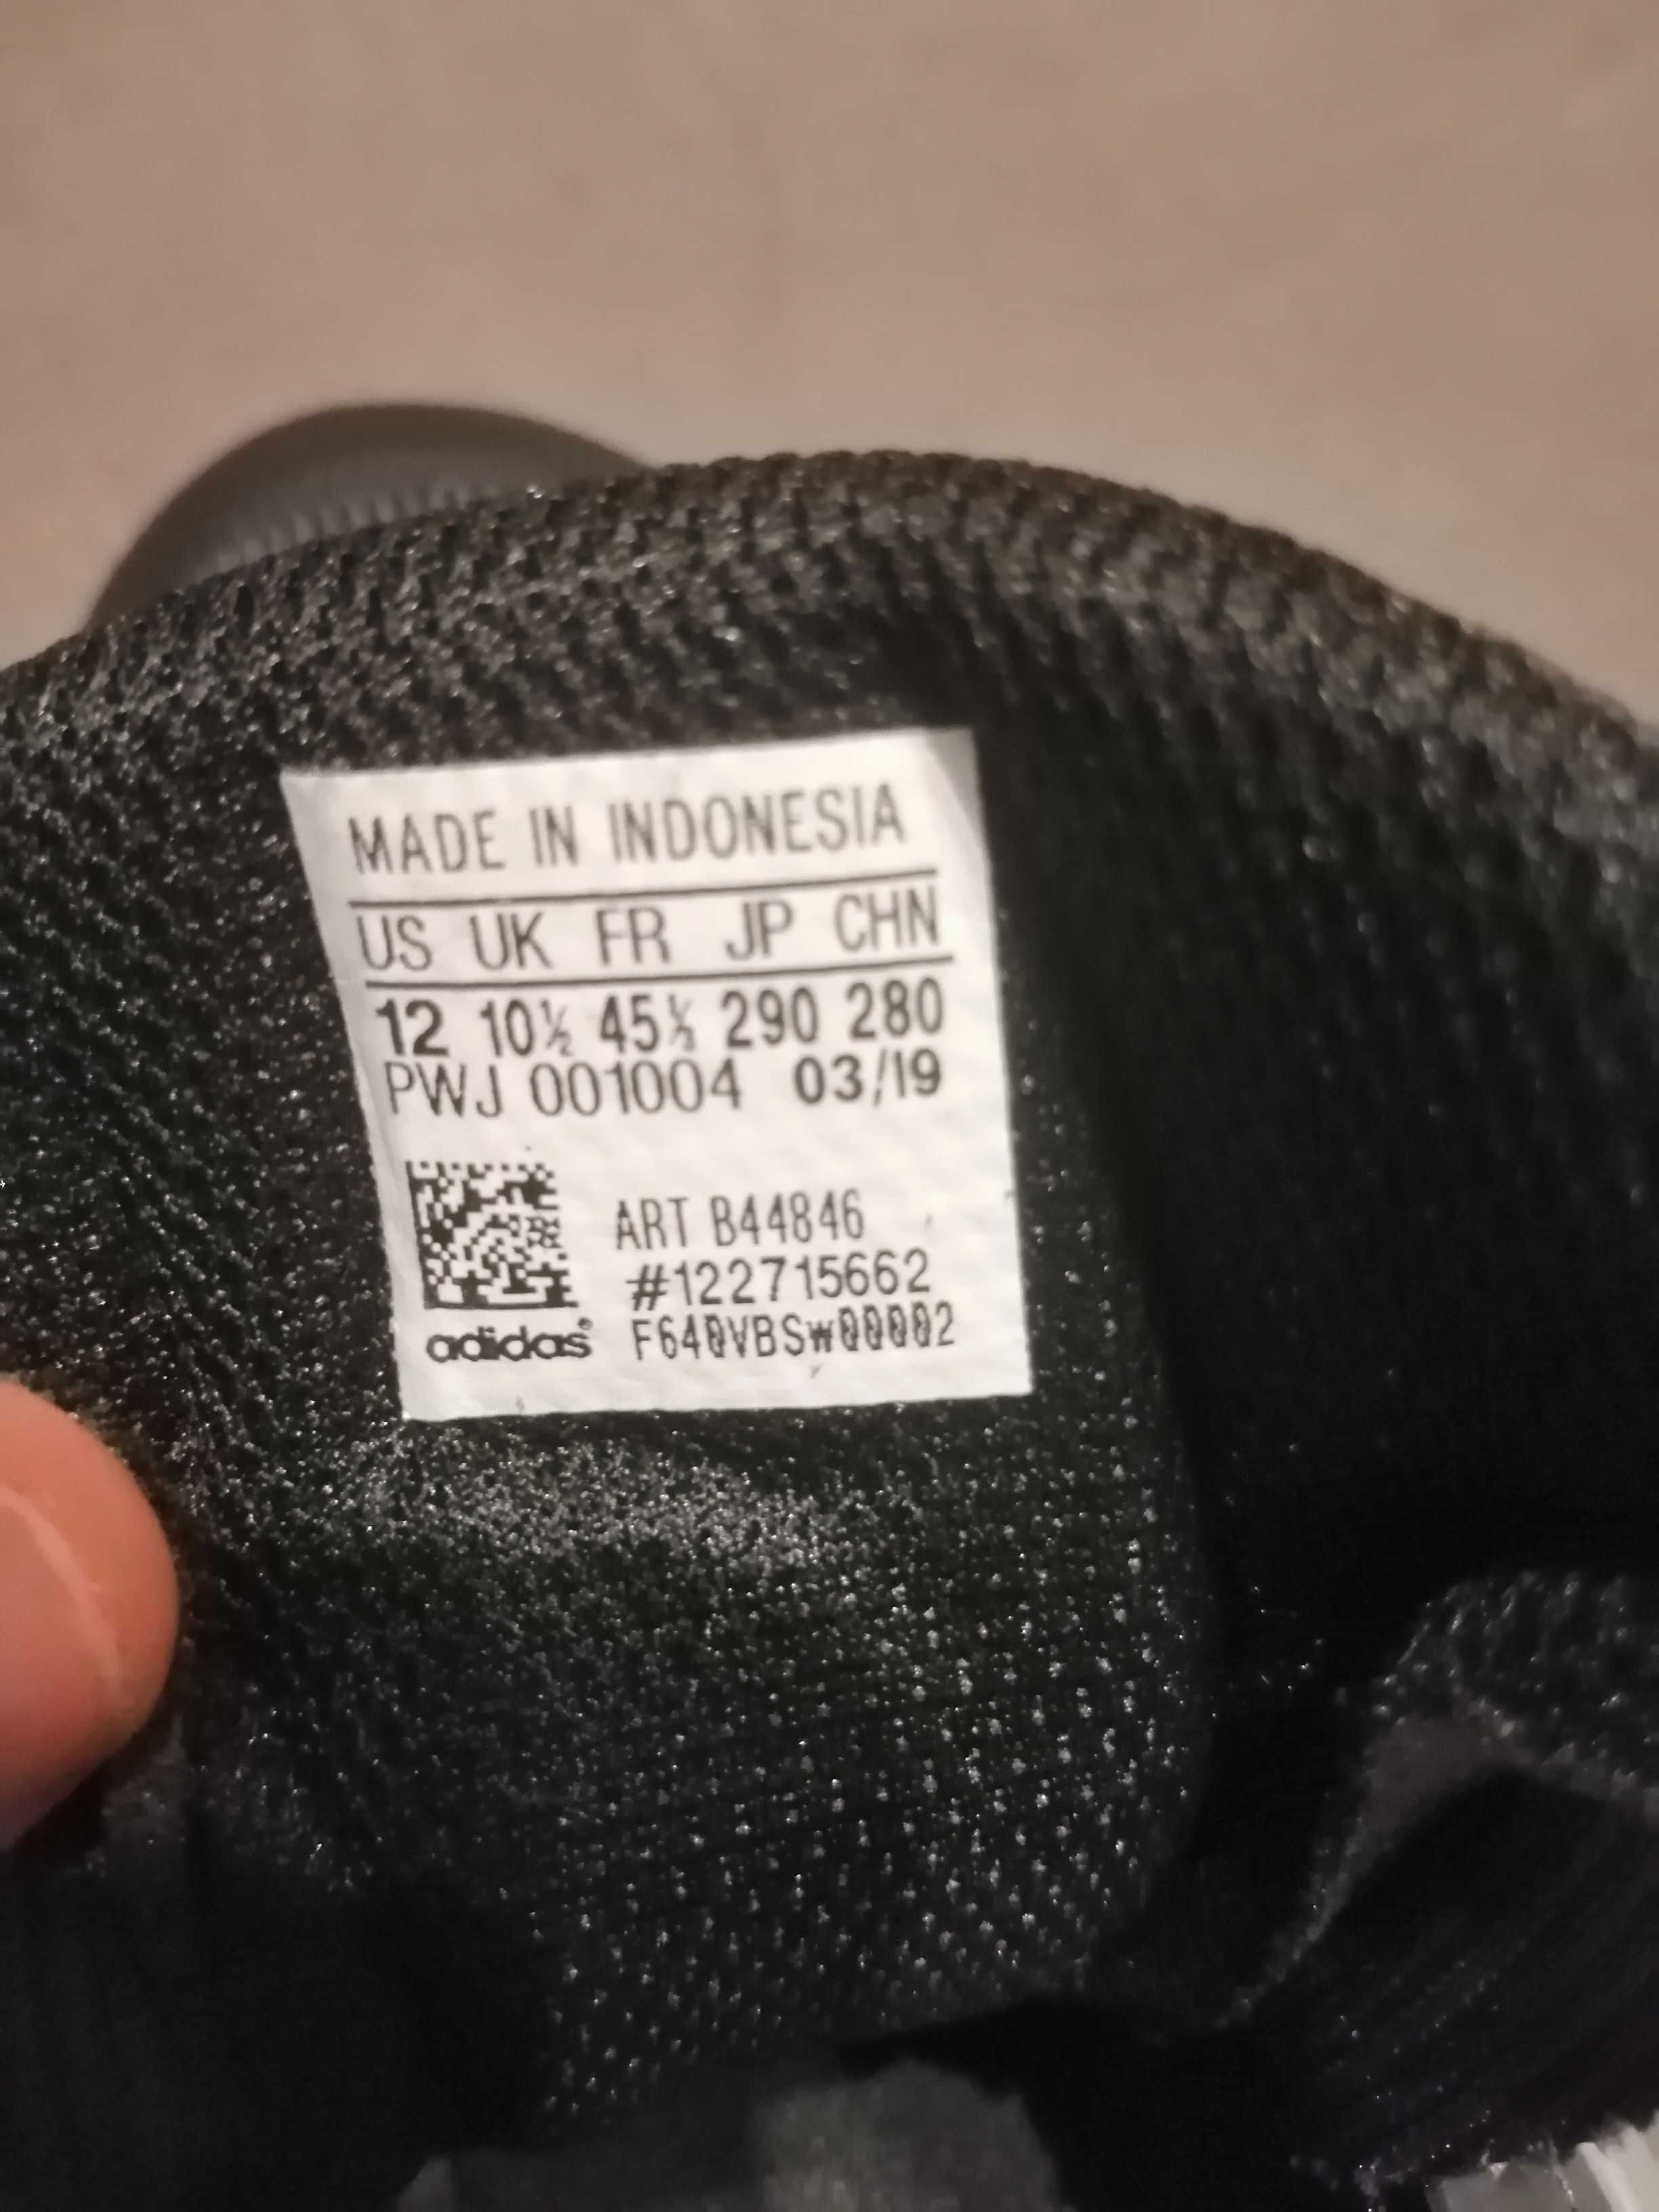 MADE IN INDONESIA
US UK FR JP CHN
12 10½ 45⅓ 290 280
PWJ 001004 03/19
ART B44846
#122715662
adidas® F640VBSW00002